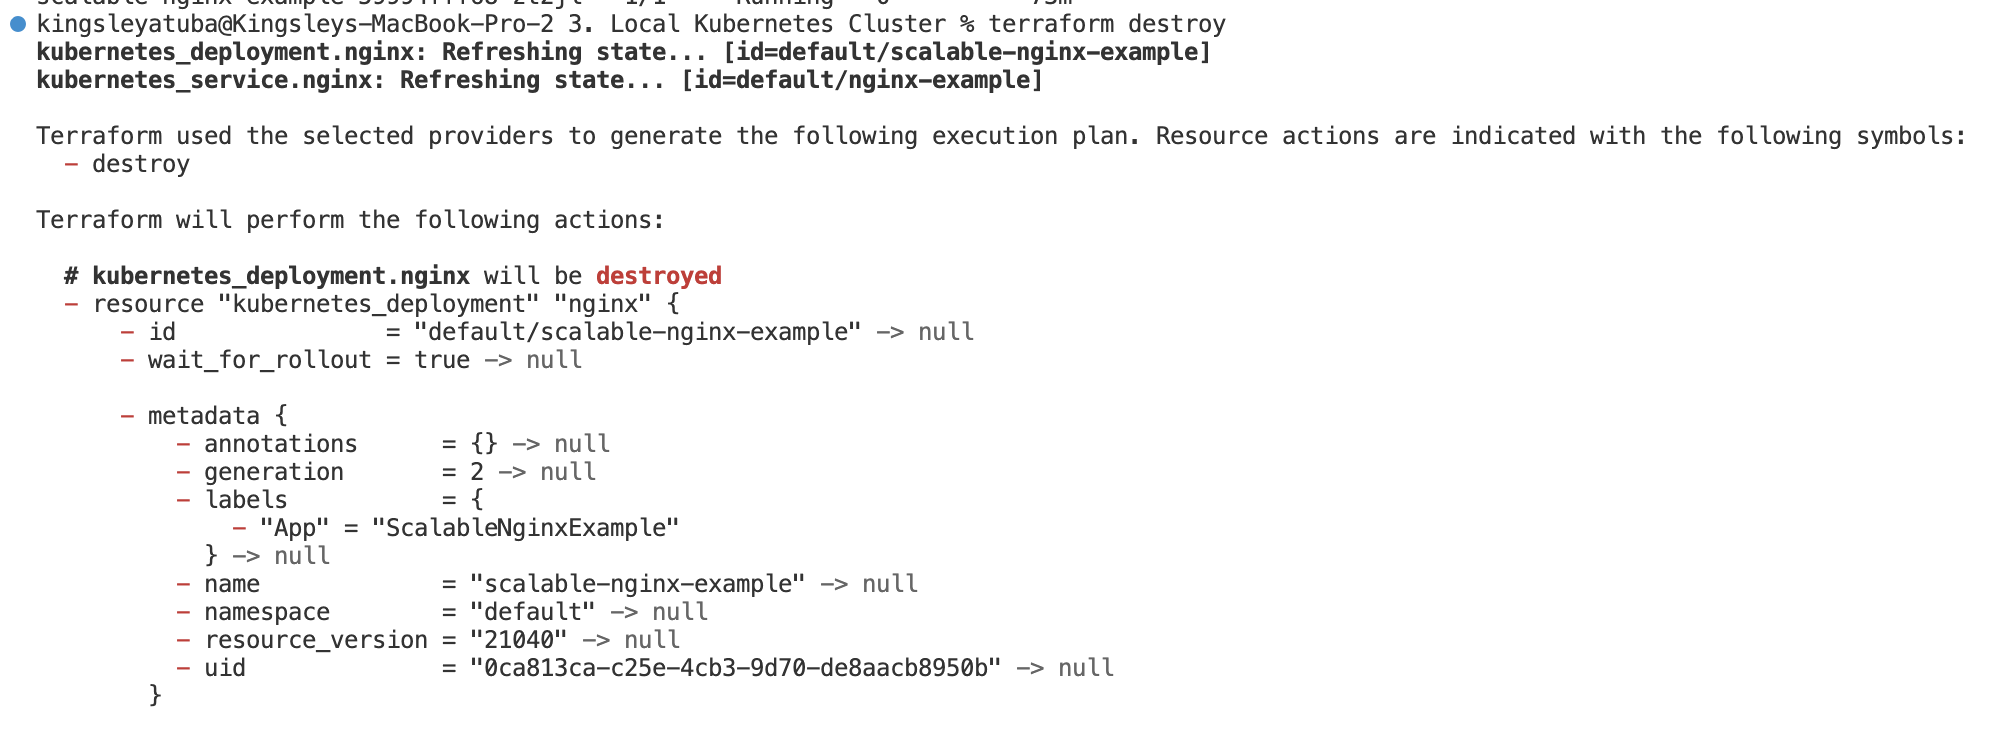 kingsleyatuba@Kingsleys-MacBook-Pro-2 3. Local Kubernetes Cluster % terraform destroy
kubernetes_deployment.nginx: Refreshing state... [id=default/scalable-nginx-example]
kubernetes_service.nginx: Refreshing state... [id=default/nginx-example]

Terraform used the selected providers to generate the following execution plan. Resource actions are indicated with the following symbols:
  - destroy

Terraform will perform the following actions:

  # kubernetes_deployment.nginx will be destroyed
  - resource "kubernetes_deployment" "nginx" {
      - id               = "default/scalable-nginx-example" -> null
      - wait_for_rollout = true -> null

      - metadata {
          - annotations      = {} -> null
          - generation       = 2 -> null
          - labels           = {
              - "App" = "ScalableNginxExample"
            } -> null
          - name             = "scalable-nginx-example" -> null
          - namespace        = "default" -> null
          - resource_version = "21040" -> null
          - uid              = "0ca813ca-c25e-4cb3-9d70-de8aacb8950b" -> null
        }